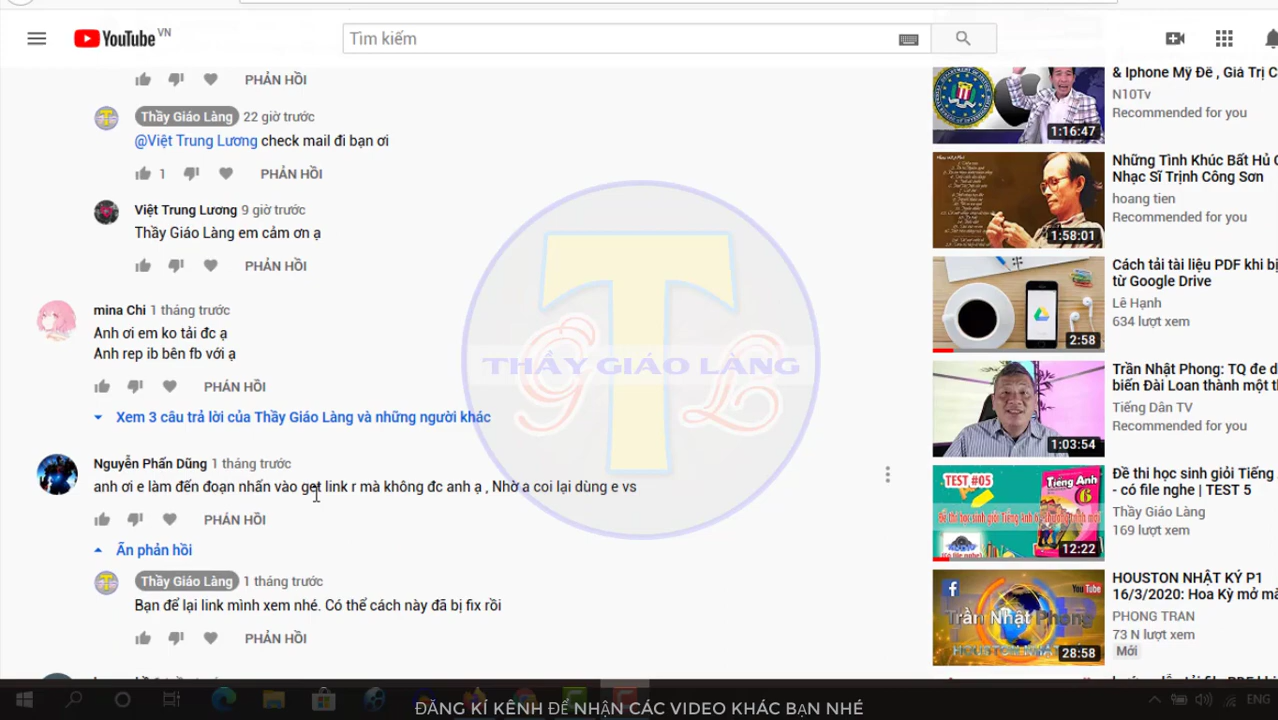 YouTube VN
Tìm kiếm
PHẢN HỒI
Thầy Giáo Làng 22 giờ trước
@Việt Trung Lương check mail đi bạn ơi
1 PHẢN HỒI
Việt Trung Lương 9 giờ trước
Thầy Giáo Làng em cảm ơn ạ
PHẢN HỒI
mina Chi 1 tháng trước
Anh ơi em ko tải đc ạ
Anh rep ib bên fb với ạ
PHẢN HỒI
Xem 3 câu trả lời của Thầy Giáo Làng và những người khác
Nguyễn Phấn Dũng 1 tháng trước
anh ơi e làm đến đoạn nhấn vào get link mà không đc anh ạ , Nhờ a coi lại dùng e vs
PHẢN HỒI
Ẩn phản hồi
Thầy Giáo Làng 1 tháng trước
Bạn để lại link mình xem nhé. Có thể cách này đã bị fix rồi
PHẢN HỒI
T
THẦY GIÁO LÀNG
G L
& Iphone Mỹ Đề , Giá Trị
N10Tv
Recommended for you
1:16:47
Những Tình Khúc Bất Hủ
Nhạc Sĩ Trịnh Công Sơn
hoang tien
Recommended for you
1:58:01
Cách tải tài liệu PDF khi bị
từ Google Drive
Lê Hạnh
634 lượt xem
2:58
Trần Nhật Phong: TQ đe d
biến Đài Loan thành một
Tiếng Dân TV
Recommended for you
1:03:54
Đề thi học sinh giỏi Tiếng
- có file nghe | TEST 5
Thầy Giáo Làng
169 lượt xem
TEST #05
Tiếng Anh 6
12:22
HOUSTON NHẬT KÝ P1
16/3/2020: Hoa Kỳ mở
PHONG TRAN
73 N lượt xem
Mới
YouTube
Trần Nhật Phong
28:58
ĐĂNG KÍ KÊNH ĐỂ NHẬN CÁC VIDEO KHÁC BẠN NHÉ
ENG